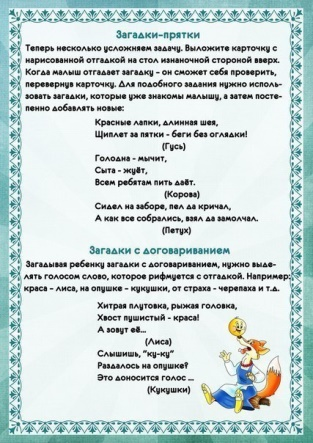 Загадки-прятки
Теперь несколько усложняем задачу. Выложите карточку с
нарисованной отгадкой на стол изнаночной стороной вверх.
Когда малыш отгадает загадку – он сможет себя проверить,
перевернув карточку. Для подобного задания нужно исполь-
зовать загадки, которые уже знакомы малышу, а затем посте-
пенно добавлять новые:
Красные лапки, длинная шея,
Щиплет за пятки - беги без оглядки!
(Гусь)
Голодна - мычит,
Сыта - жуёт,
Всем ребятам пить даёт.
(Корова)
Сидел на заборе, пел да кричал,
А как все собрались, взял да замолчал.
(Петух)
Загадки с договариванием
Загадывая ребенку загадки с договариванием, нужно выде-
лять голосом слово, которое рифмуется с отгадкой. Например:
краса – лиса, на опушке – кукушки, от страха - черепаха и т.д.
Хитрая плутовка, рыжая головка,
Хвост пушистый - краса!
А зовут её...
(Лиса)
Слышишь, "ку-ку"
Раздалось на опушке?
Это доносится голос ...
(Кукушки)